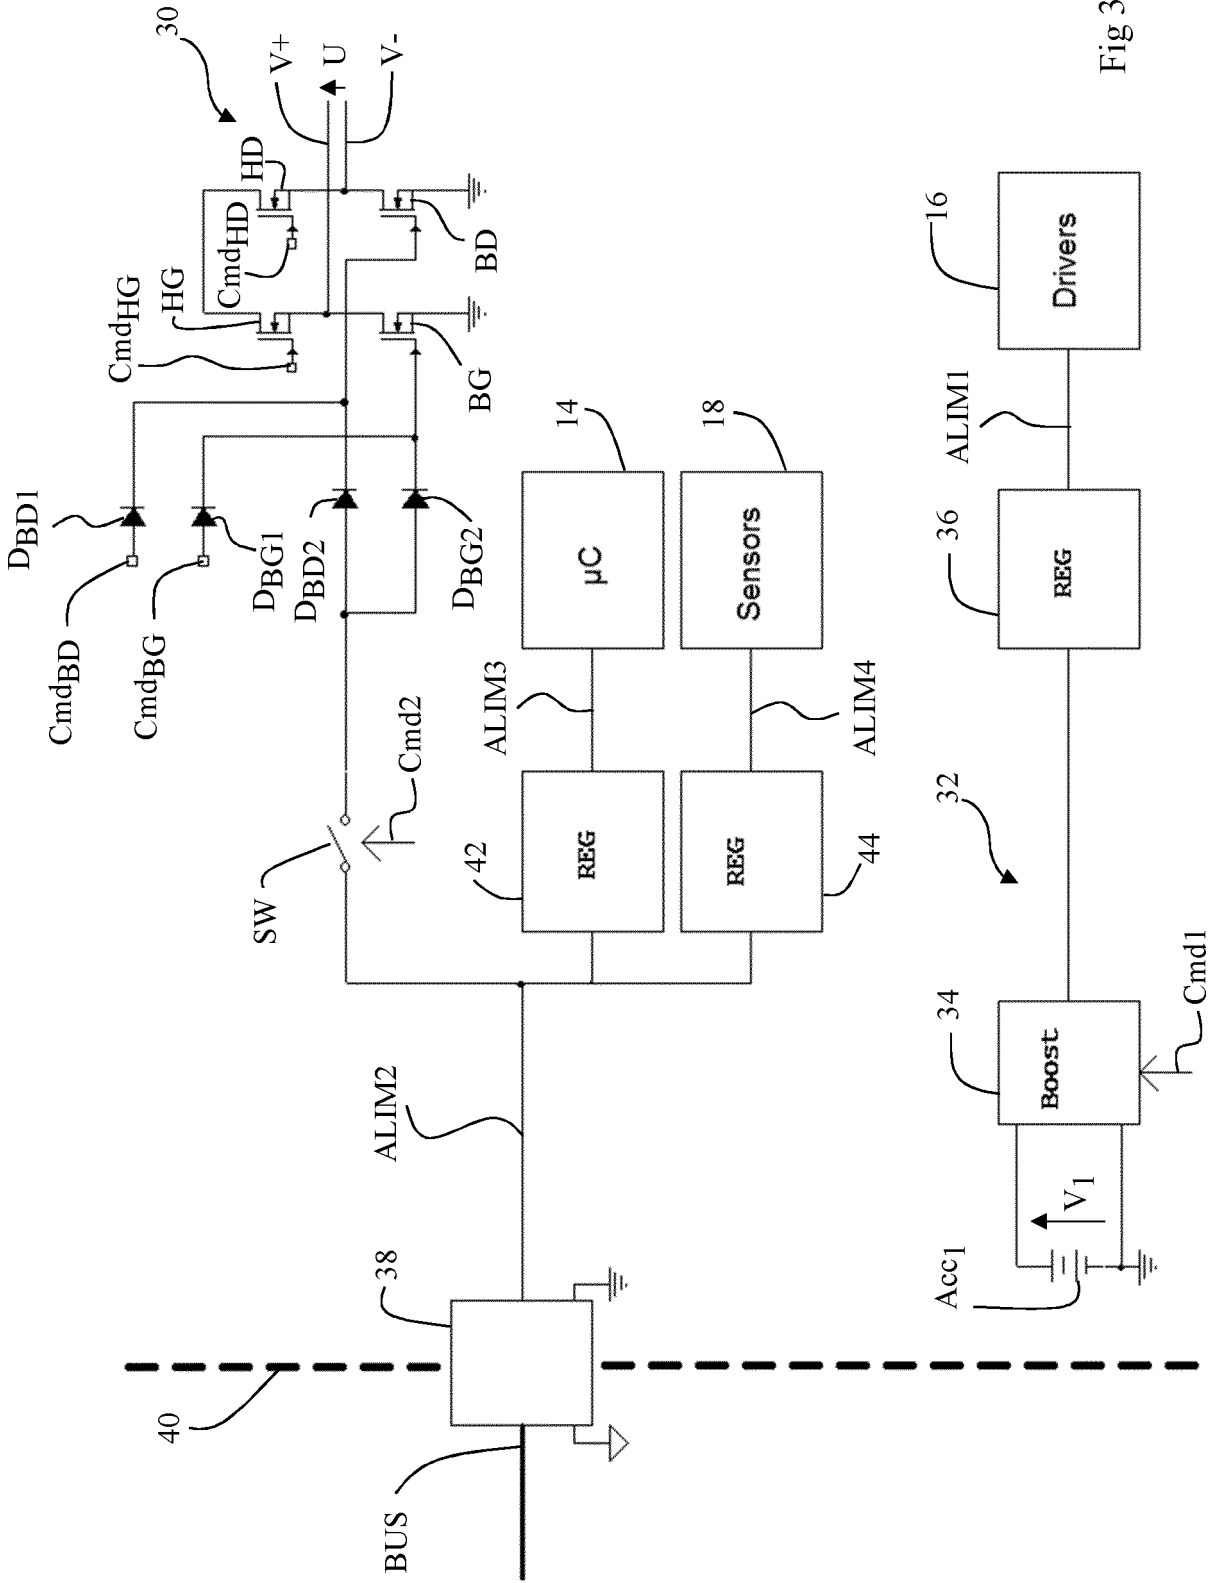 30
V+
U
V-
CmdHG
HG
HD
CmdHD
BD
BG
DBD1
DBG1
DBD2
DBG2
CmdBD
CmdBG
SW
Cmd2
ALIM2
BUS
38
40
42
REG
ALIM3
µC
14
44
REG
ALIM4
Sensors
18
32
Acc1
V1
34
Boost
Cmd1
36
REG
ALIM1
16
Drivers
Fig 3